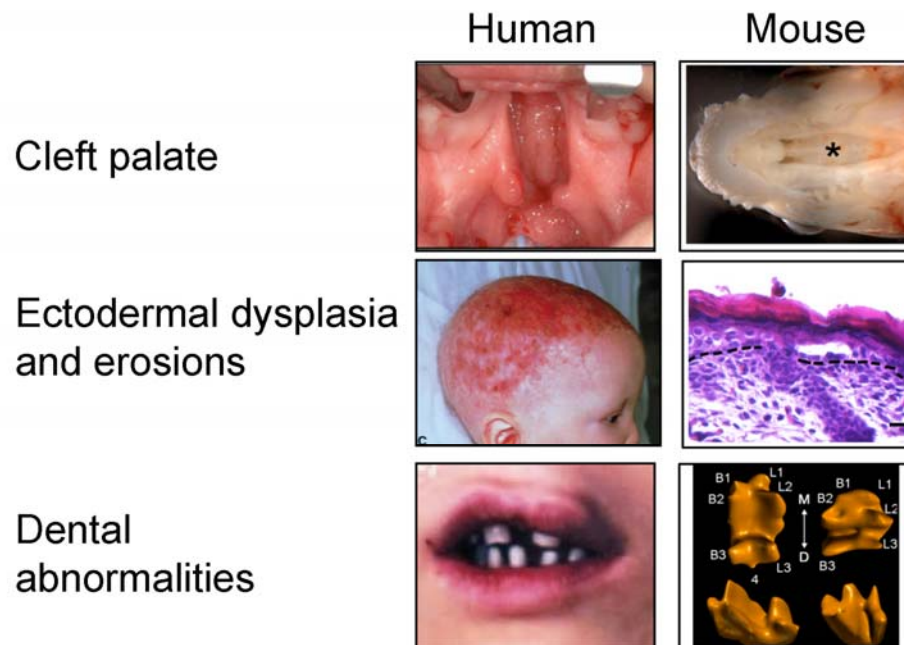 Human Mouse
Cleft palate
*
Ectodermal dysplasia
and erosions
c
Dental
abnormalities
B1 L1
B2 L2
M
D
B3 L3
4
B1 L1
B2 L2
L3
B3